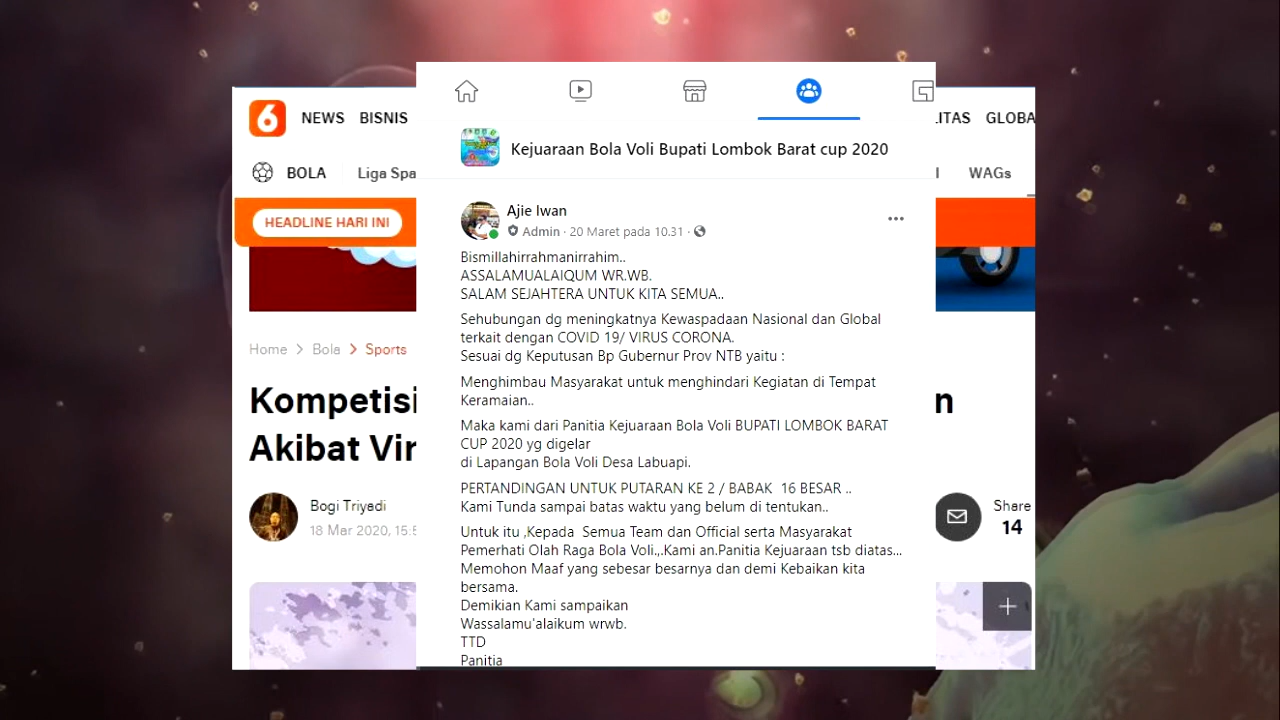 6 NEWS BISNIS
LITAS GLOBA
BOLA Liga Spa
WAGs
HEADLINE HARI INI
Home > Bola > Sports
Kompetisi
n
Akibat Vir
Bogi Triyadi
18 Mar 2020, 15:5
Share
14
Kejuaraan Bola Voli Bupati Lombok Barat cup 2020
Ajie Iwan
Admin · 20 Maret pada 10.31 ·
Bismillahirrahmanirrahim..
ASSALAMUALAIQUM WR.WB.
SALAM SEJAHTERA UNTUK KITA SEMUA..
Sehubungan dg meningkatnya Kewaspadaan Nasional dan Global
terkait dengan COVID 19/ VIRUS CORONA.
Sesuai dg Keputusan Bp Gubernur Prov NTB yaitu :
Menghimbau Masyarakat untuk menghindari Kegiatan di Tempat
Keramaian..
Maka kami dari Panitia Kejuaraan Bola Voli BUPATI LOMBOK BARAT
CUP 2020 yg digelar
di Lapangan Bola Voli Desa Labuapi.
PERTANDINGAN UNTUK PUTARAN KE 2 / BABAK 16 BESAR ..
Kami Tunda sampai batas waktu yang belum di tentukan..
Untuk itu ,Kepada Semua Team dan Official serta Masyarakat
Pemerhati Olah Raga Bola Voli.,.Kami an.Panitia Kejuaraan tsb diatas...
Memohon Maaf yang sebesar besarnya dan demi Kebaikan kita
bersama.
Demikian Kami sampaikan
Wassalamu'alaikum wrwb.
TTD
Panitia